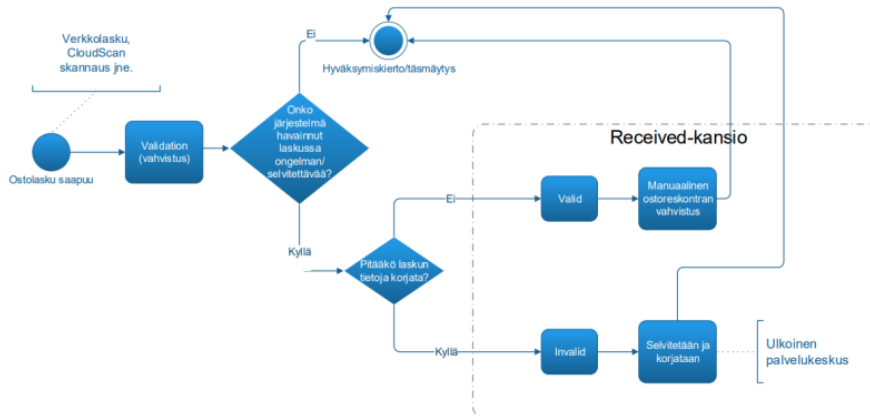 Verkkolasku,
CloudScan
skannaus jne.
Ostolasku saapuu
Validation
(vahvistus)
Onko
järjestelmä
havainnut
laskussa
ongelman/
selvitettävää?
Ei
Hyväksymiskierto/täsmäytys
Kyllä
Pitääkö laskun
tietoja korjata?
Received-kansio
Ei
Valid
Manuaalinen
ostoreskontran
vahvistus
Kyllä
Invalid
Selvitetään ja
korjataan
Ulkoinen
palvelukeskus